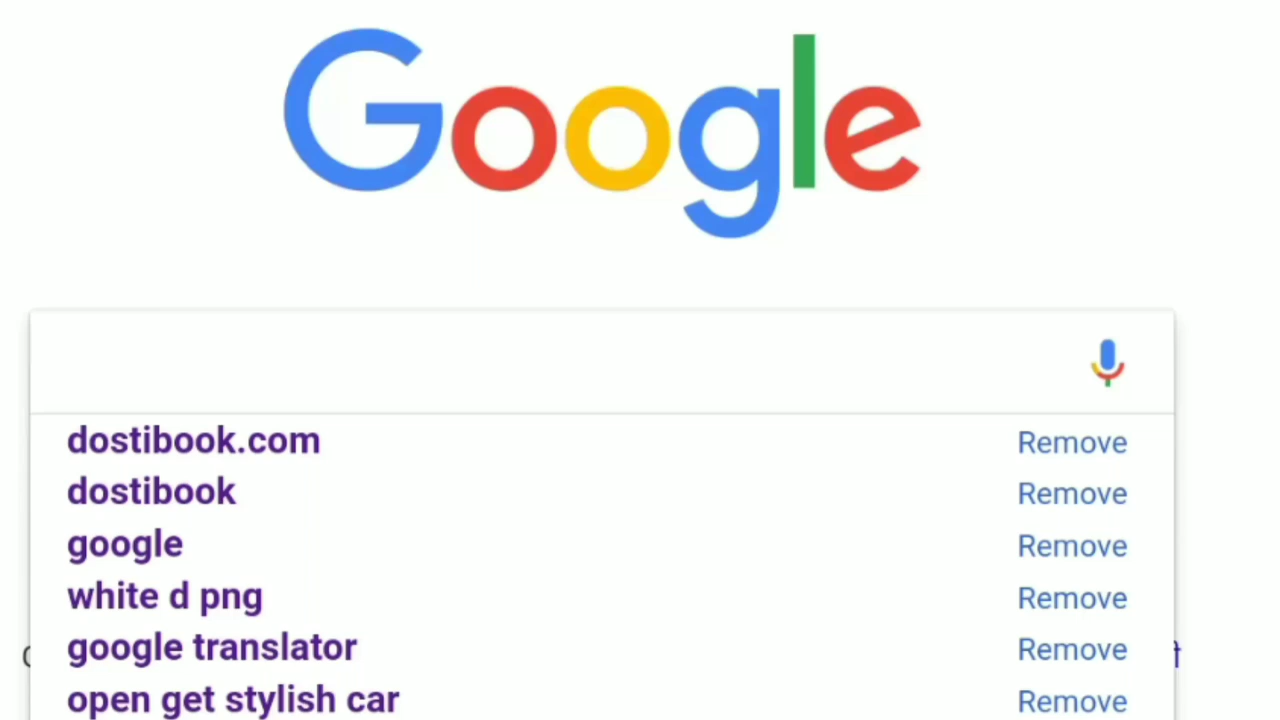 Google
dostibook.com Remove
dostibook Remove
google Remove
white d png Remove
google translator Remove
open get stylish car Remove